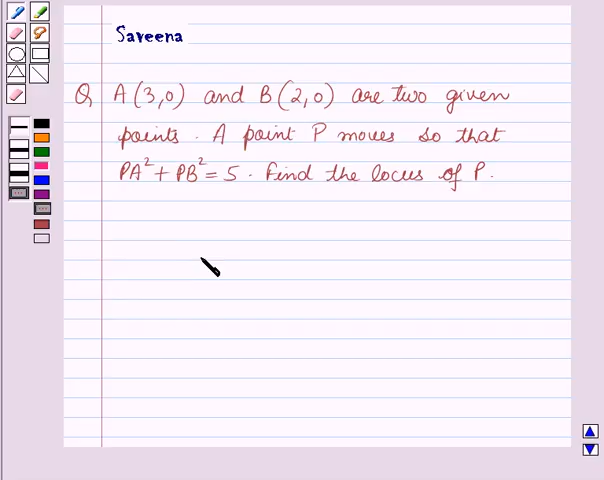 Saveena
Q A (3,0) and B (2,0) are two given
points. A point P moves so that
PA² + PB² = 5. Find the locus of P.